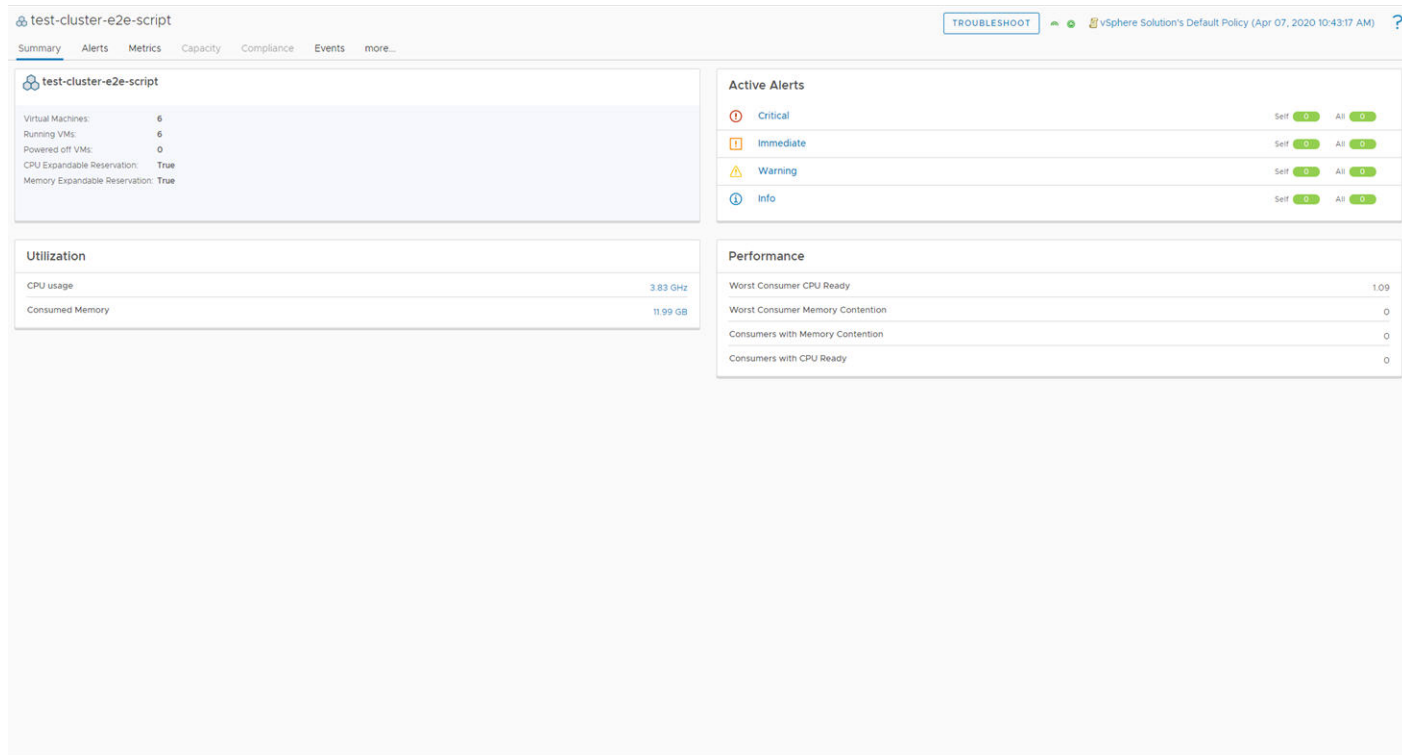 test-cluster-e2e-script
TROUBLESHOOT vSphere Solution's Default Policy (Apr 07, 2020 10:43:17 AM) ?
Summary Alerts Metrics Capacity Compliance Events more...
test-cluster-e2e-script
Virtual Machines: 6
Running VMs: 6
Powered off VMs: 0
CPU Expandable Reservation: True
Memory Expandable Reservation: True
Active Alerts
Critical Self 0 All 0
Immediate Self 0 All 0
Warning Self 0 All 0
Info Self 0 All 0
Utilization
CPU usage 3.83 GHz
Consumed Memory 11.99 GB
Performance
Worst Consumer CPU Ready 1.09
Worst Consumer Memory Contention 0
Consumers with Memory Contention 0
Consumers with CPU Ready 0